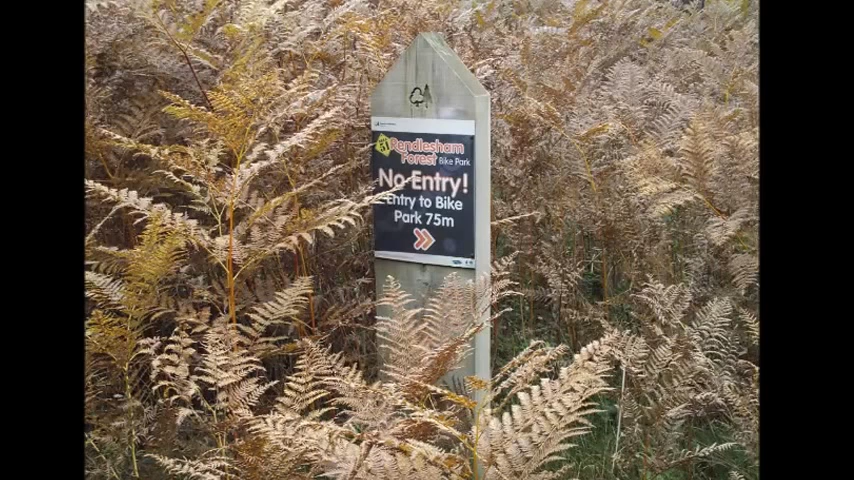 Rendlesham
Forest Bike Park
No Entry!
Entry to Bike
Park 75m